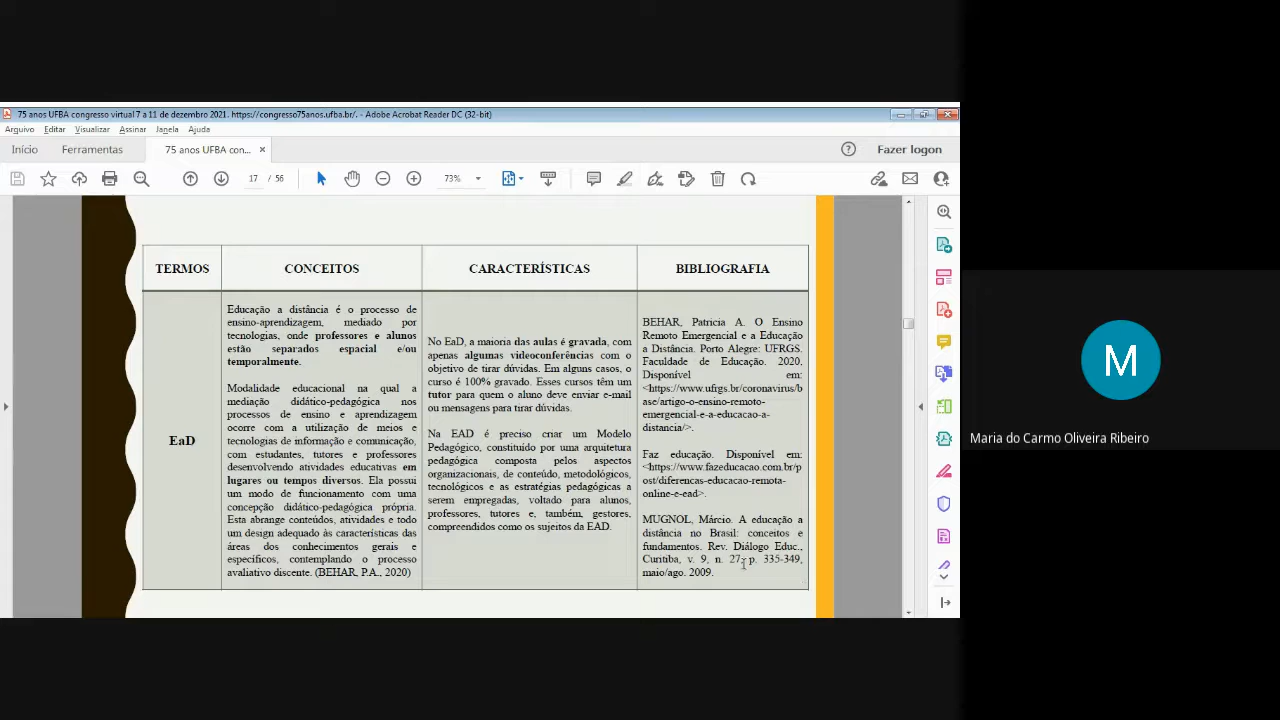 75 anos UFBA congresso virtual 7 a 11 de dezembro 2021. https://congresso75anos.ufba.br/. - Adobe Acrobat Reader DC (32-bit)
Arquivo Editar Visualizar Assinar Janela Ajuda
Início Ferramentas 75 anos UFBA con... × Fazer logon
17 / 56 73%
TERMOS CONCEITOS CARACTERÍSTICAS BIBLIOGRAFIA
EaD
Educação a distância é o processo de
ensino-aprendizagem, mediado por
tecnologias, onde professores e alunos
estão separados espacial e/ou
temporalmente.
Modalidade educacional na qual a
mediação didático-pedagógica nos
processos de ensino e aprendizagem
ocorre com a utilização de meios e
tecnologias de informação e comunicação,
com estudantes, tutores e professores
desenvolvendo atividades educativas em
lugares ou tempos diversos. Ela possui
um modo de funcionamento com uma
concepção didático-pedagógica própria.
Esta abrange conteúdos, atividades e todo
um design adequado às características das
áreas dos conhecimentos gerais e
específicos, contemplando o processo
avaliativo discente. (BEHAR, P.A., 2020)
No EaD, a maioria das aulas é gravada, com
apenas algumas videoconferências com o
objetivo de tirar dúvidas. Em alguns casos, o
curso é 100% gravado. Esses cursos têm um
tutor para quem o aluno deve enviar e-mail
ou mensagens para tirar dúvidas.
Na EAD é preciso criar um Modelo
Pedagógico, constituído por uma arquitetura
pedagógica composta pelos aspectos
organizacionais, de conteúdo, metodológicos,
tecnológicos e as estratégias pedagógicas a
serem empregadas, voltado para alunos,
professores, tutores e, também, gestores,
compreendidos como os sujeitos da EAD.
BEHAR, Patricia A. O Ensino
Remoto Emergencial e a Educação
a Distância. Porto Alegre: UFRGS.
Faculdade de Educação. 2020,
Disponível em:
<https://www.ufrgs.br/coronavirus/b
ase/artigo-o-ensino-remoto-
emergencial-e-a-educacao-a-
distancia/>.
Faz educação. Disponível em:
<https://www.fazeducacao.com.br/p
ost/diferencas-educacao-remota-
online-e-ead>.
MUGNOL, Márcio. A educação a
distância no Brasil: conceitos e
fundamentos. Rev. Diálogo Educ.,
Curitiba, v. 9, n. 27, p. 335-349,
maio/ago. 2009.
M
Maria do Carmo Oliveira Ribeiro